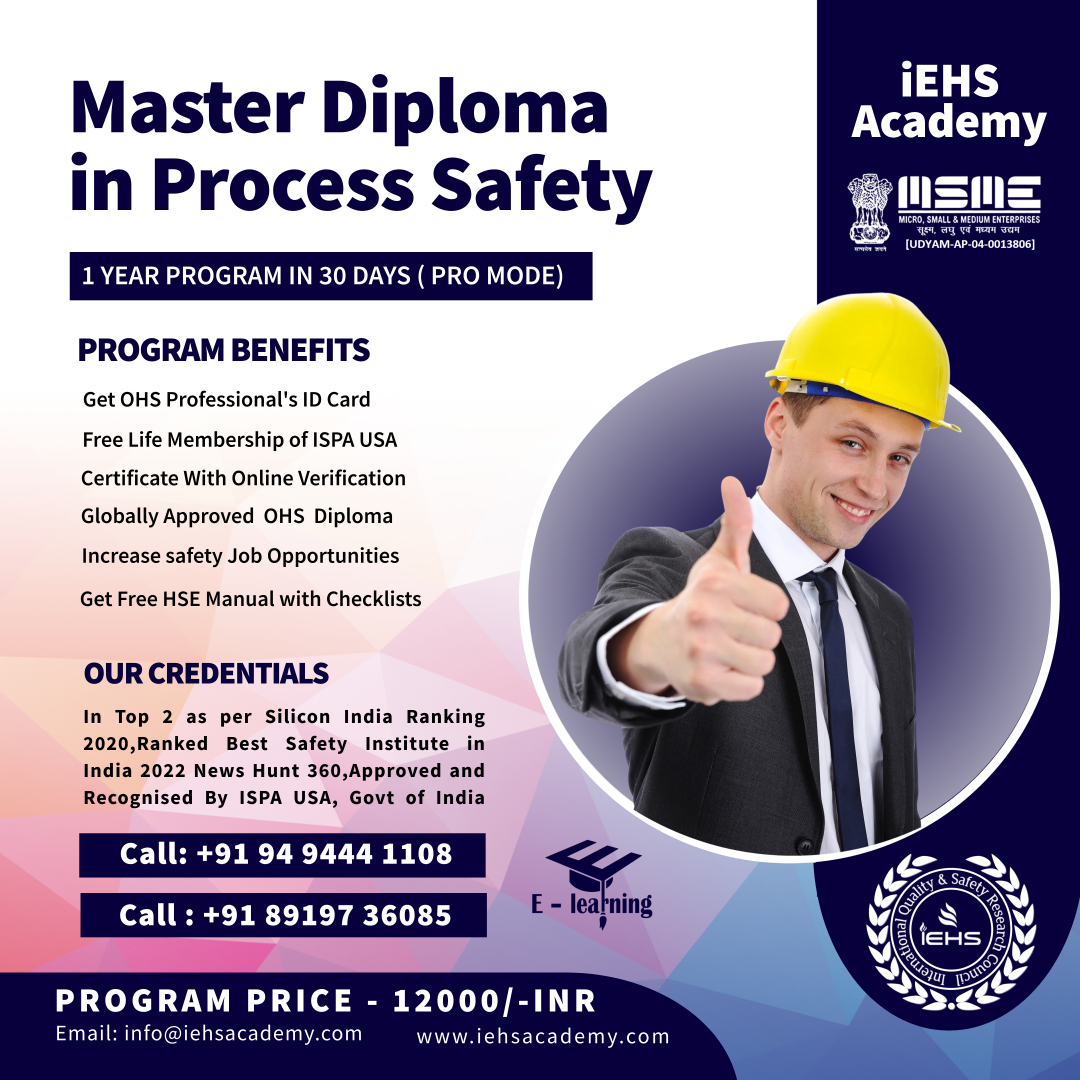 Master Diploma
in Process Safety
1 YEAR PROGRAM IN 30 DAYS ( PRO MODE)
iEHS
Academy
MSME
MICRO, SMALL & MEDIUM ENTERPRISES
सूक्ष्म, लघु एवं मध्यम उद्यम
[UDYAM-AP-04-0013806]
सत्यमेव जयते
PROGRAM BENEFITS
Get OHS Professional's ID Card
Free Life Membership of ISPA USA
Certificate With Online Verification
Globally Approved OHS Diploma
Increase safety Job Opportunities
Get Free HSE Manual with Checklists
OUR CREDENTIALS
In Top 2 as per Silicon India Ranking
2020,Ranked Best Safety Institute in
India 2022 News Hunt 360,Approved and
Recognised By ISPA USA, Govt of India
Call: +91 94 9444 1108
Call : +91 89197 36085
E - learning
International Quality & Safety Research Council
iEHS
PROGRAM PRICE - 12000/-INR
Email: info@iehsacademy.com
www.iehsacademy.com